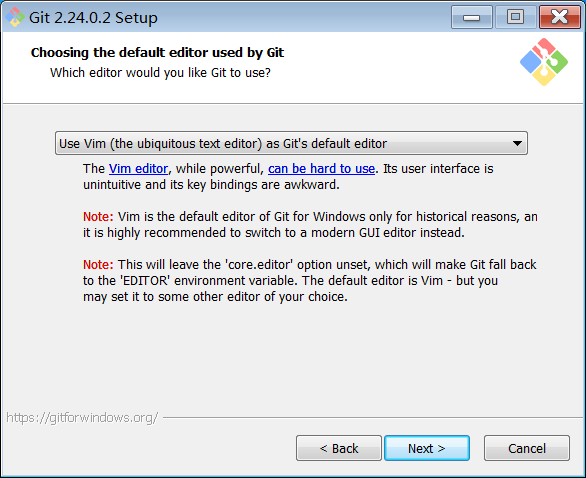 Git 2.24.0.2 Setup
Choosing the default editor used by Git
Which editor would you like Git to use?
Use Vim (the ubiquitous text editor) as Git's default editor
The Vim editor, while powerful, can be hard to use. Its user interface is
unintuitive and its key bindings are awkward.
Note: Vim is the default editor of Git for Windows only for historical reasons, an
it is highly recommended to switch to a modern GUI editor instead.
Note: This will leave the 'core.editor' option unset, which will make Git fall back
to the 'EDITOR' environment variable. The default editor is Vim - but you
may set it to some other editor of your choice.
https://gitforwindows.org/
< Back
Next >
Cancel